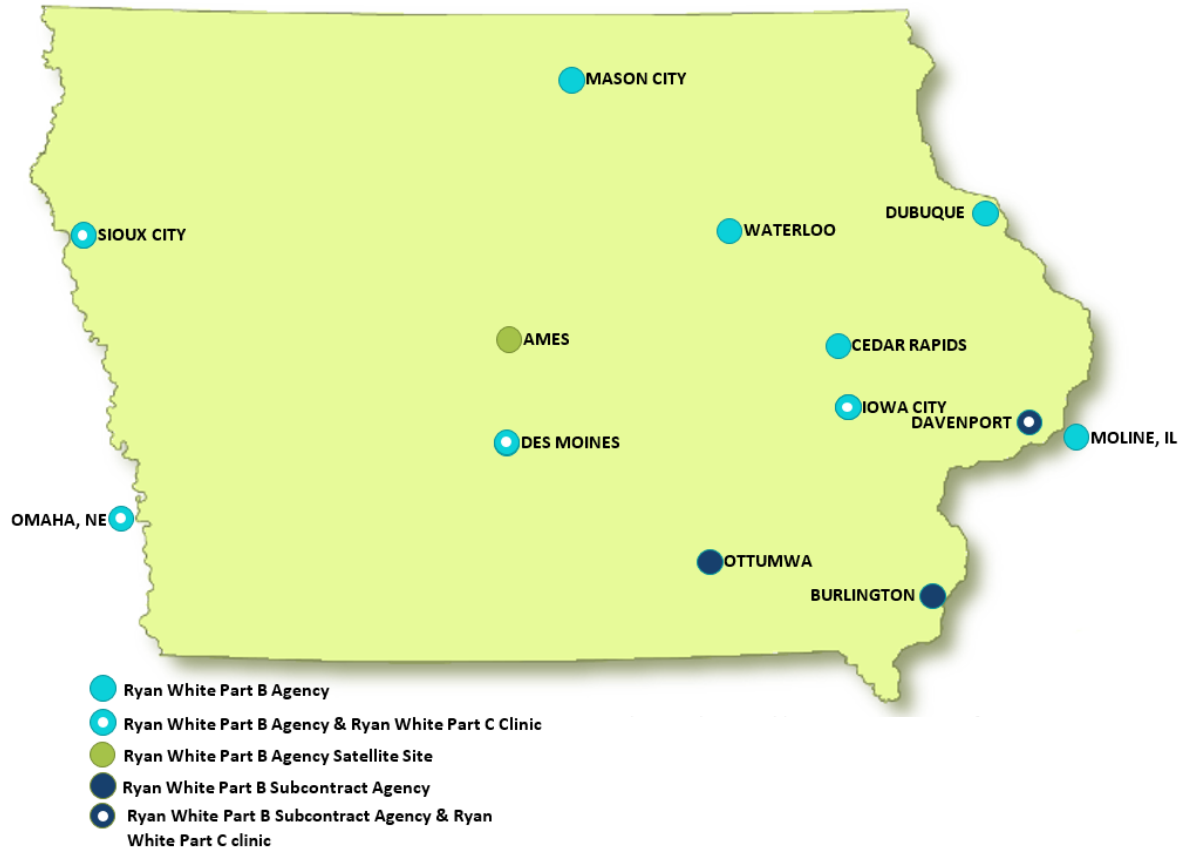 MASON CITY
DUBUQUE
WATERLOO
SIOUX CITY
AMES
CEDAR RAPIDS
IOWA CITY
DAVENPORT
MOLINE, IL
DES MOINES
OMAHA, NE
OTTUMWA
BURLINGTON
Ryan White Part B Agency
Ryan White Part B Agency & Ryan White Part C Clinic
Ryan White Part B Agency Satellite Site
Ryan White Part B Subcontract Agency
Ryan White Part B Subcontract Agency & Ryan
White Part C clinic